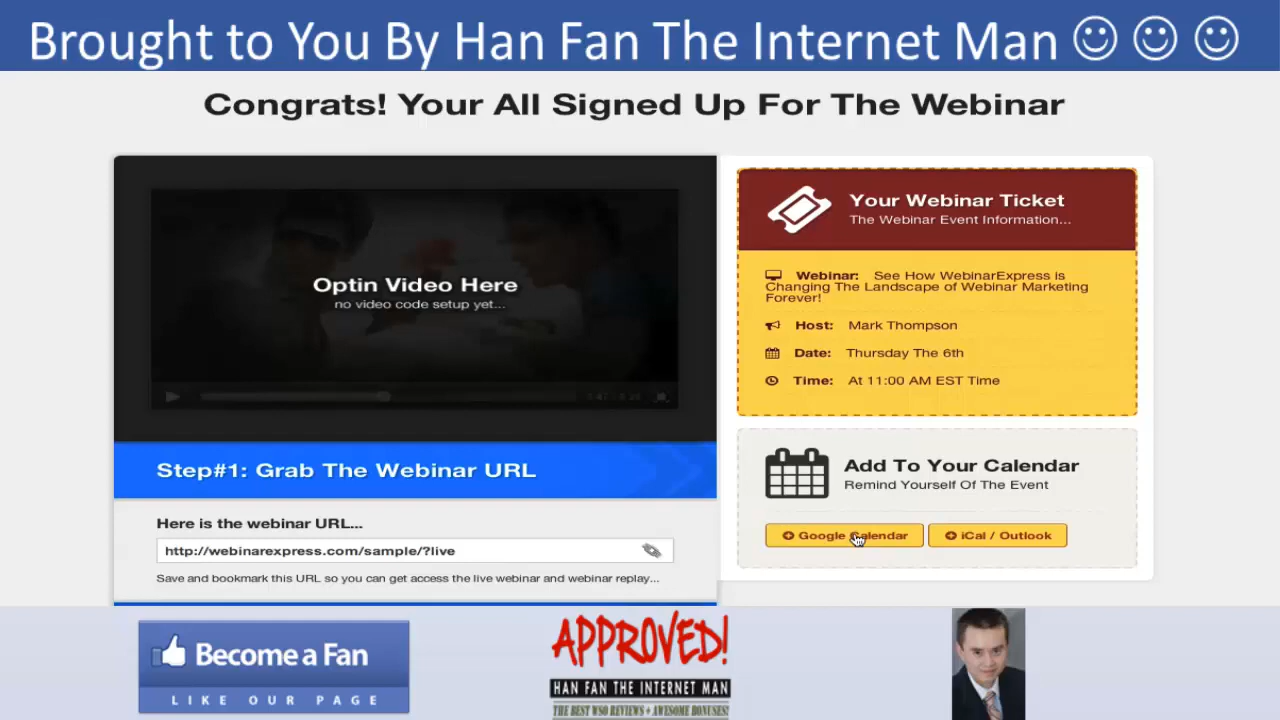 Brought to You By Han Fan The Internet Man
Congrats! Your All Signed Up For The Webinar
Optin Video Here
no video code setup yet...
Step#1: Grab The Webinar URL
Here is the webinar URL...
http://webinarexpress.com/sample/?live
Save and bookmark this URL so you can get access the live webinar and webinar replay...
Your Webinar Ticket
The Webinar Event Information...
Webinar: See How WebinarExpress is
Changing The Landscape of Webinar Marketing
Forever!
Host: Mark Thompson
Date: Thursday The 6th
Time: At 11:00 AM EST Time
Add To Your Calendar
Remind Yourself Of The Event
Google Calendar
iCal / Outlook
Become a Fan
LIKE OUR PAGE
APPROVED!
HAN FAN THE INTERNET MAN
THE BEST WSO REVIEWS + AWESOME BONUSES!